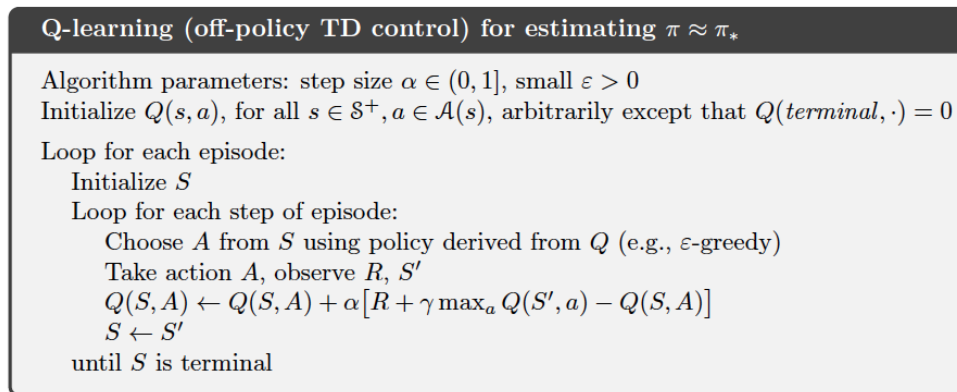 Q-learning (off-policy TD control) for estimating π ≈ π∗
Algorithm parameters: step size α ∈ (0, 1], small ε > 0
Initialize Q(s, a), for all s ∈ S⁺, a ∈ A(s), arbitrarily except that Q(terminal, ·) = 0
Loop for each episode:
Initialize S
Loop for each step of episode:
Choose A from S using policy derived from Q (e.g., ε-greedy)
Take action A, observe R, S′
Q(S, A) ← Q(S, A) + α[R + γ maxₐ Q(S′, a) − Q(S, A)]
S ← S′
until S is terminal